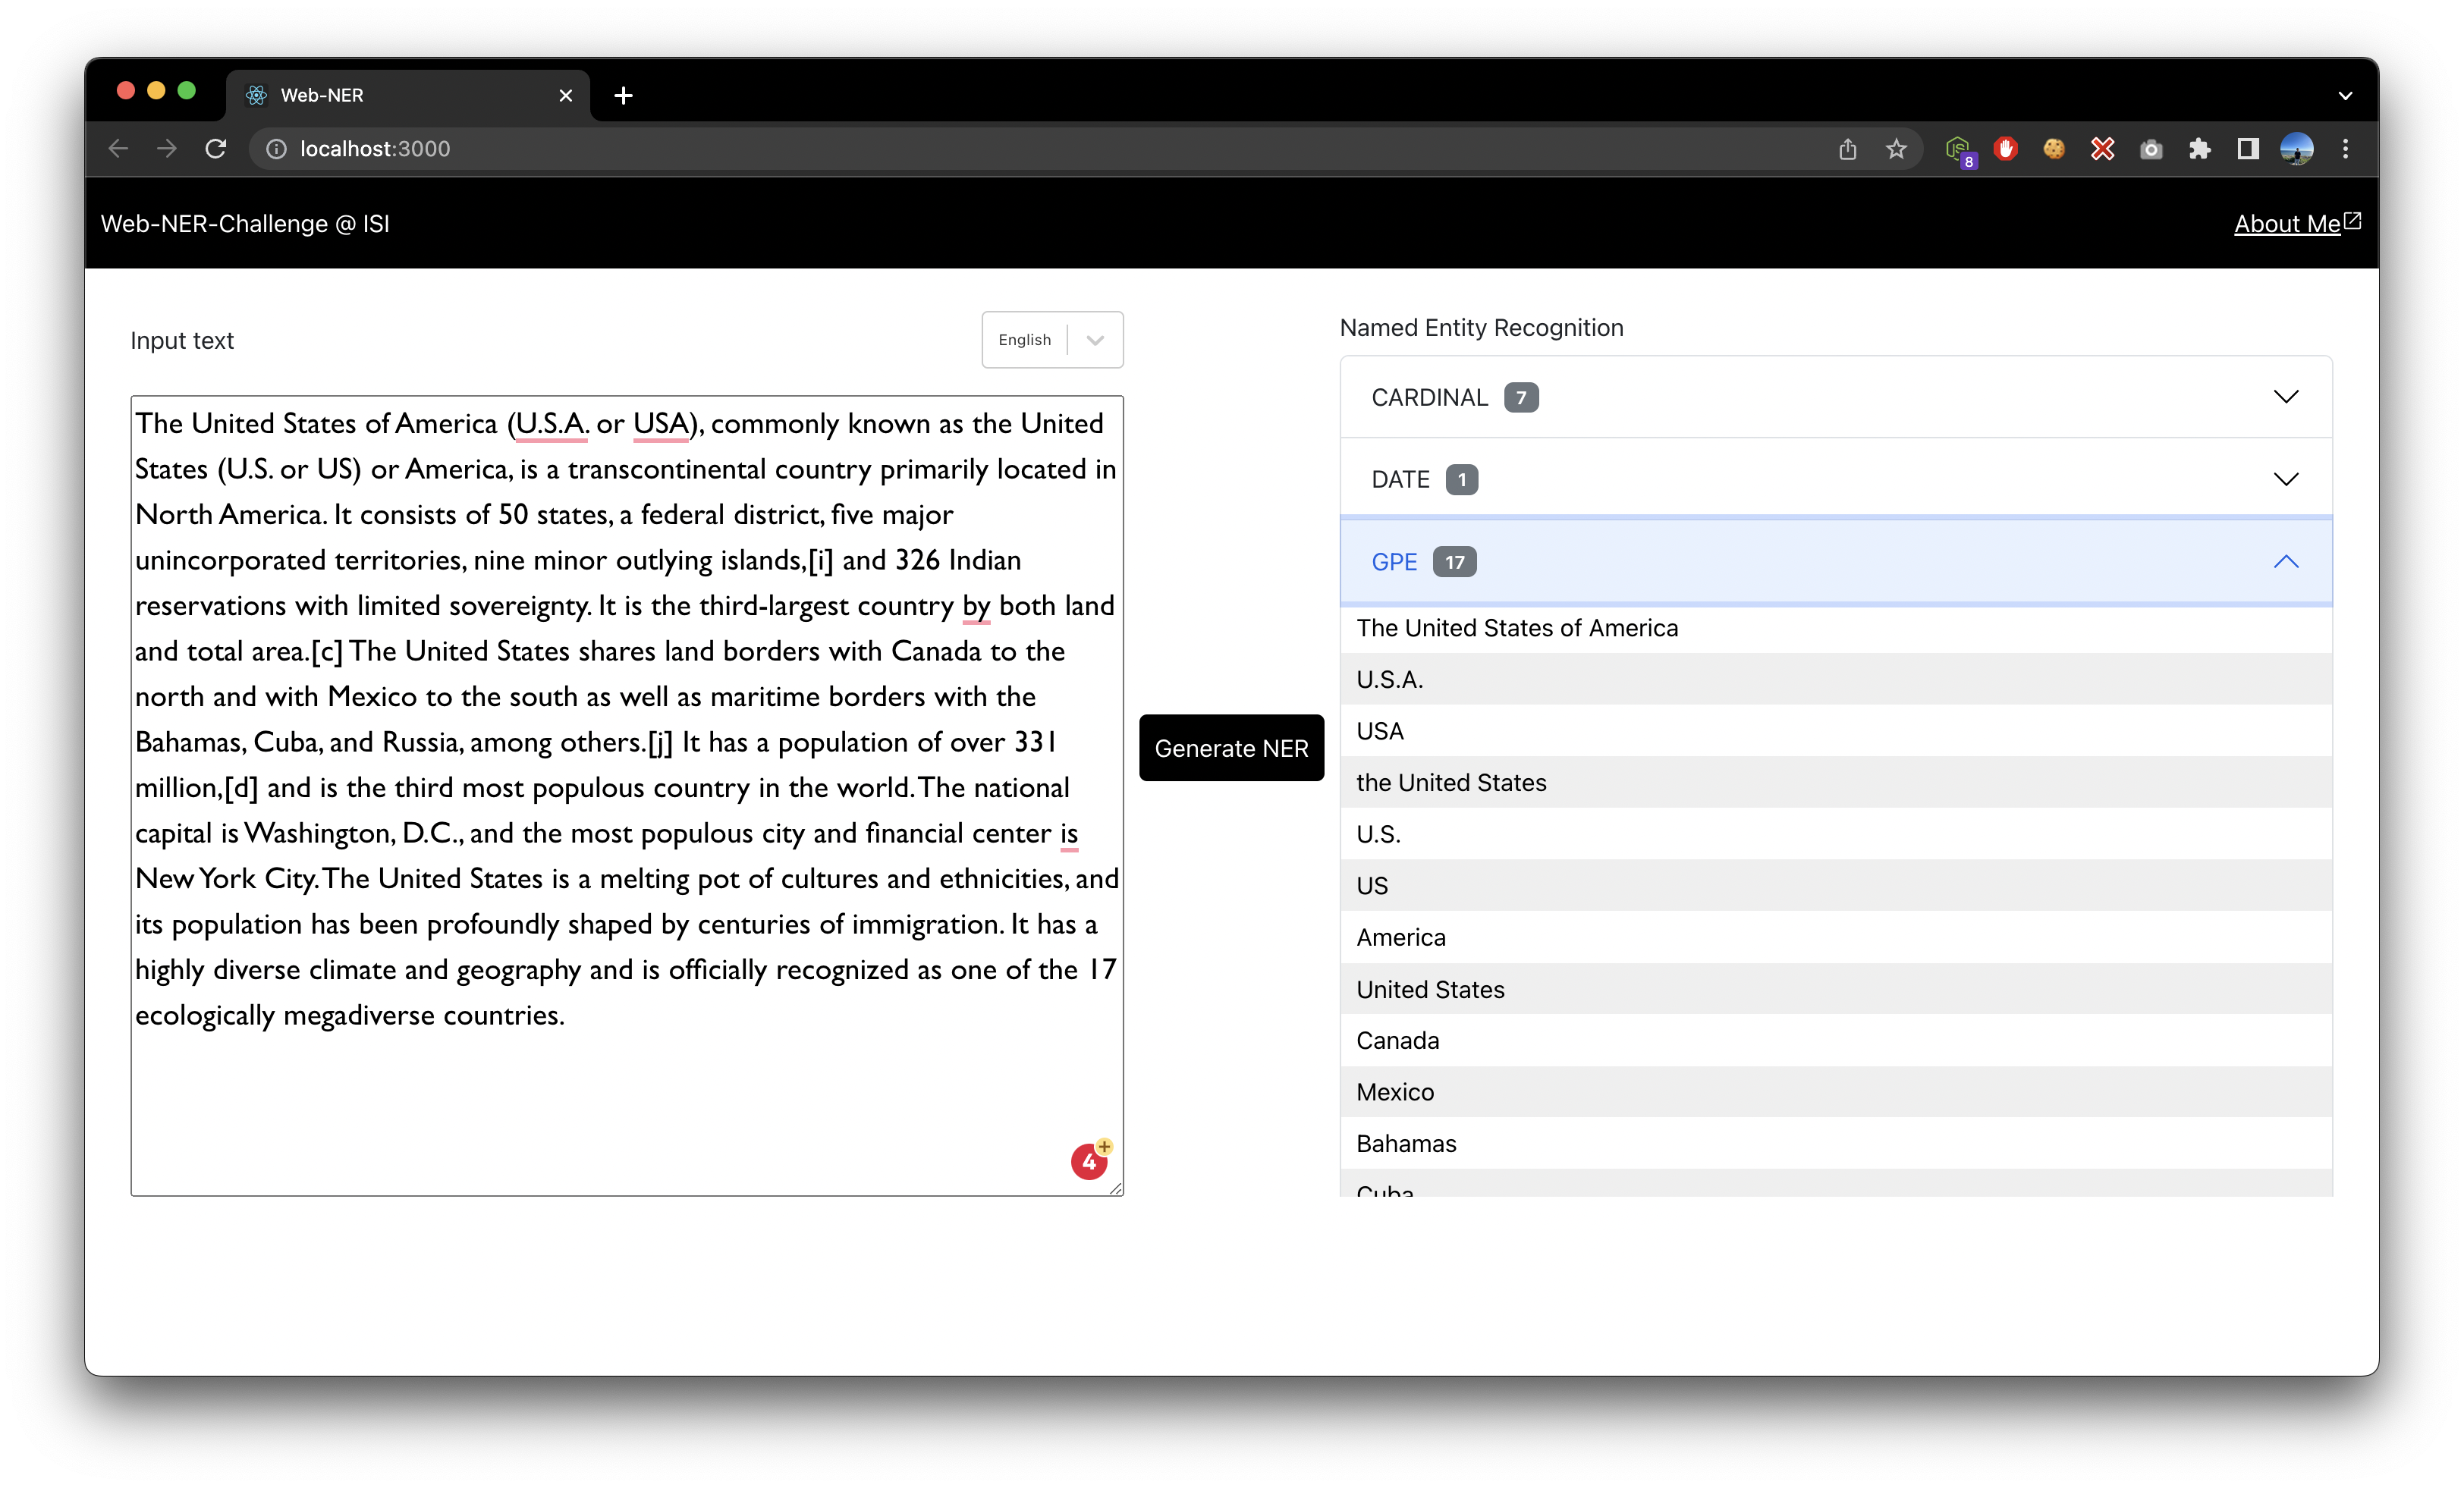 Web-NER
localhost:3000
8
Web-NER-Challenge @ ISI
About Me
Input text
English
The United States of America (U.S.A. or USA), commonly known as the United
States (U.S. or US) or America, is a transcontinental country primarily located in
North America. It consists of 50 states, a federal district, five major
unincorporated territories, nine minor outlying islands,[i] and 326 Indian
reservations with limited sovereignty. It is the third-largest country by both land
and total area.[c] The United States shares land borders with Canada to the
north and with Mexico to the south as well as maritime borders with the
Bahamas, Cuba, and Russia, among others.[j] It has a population of over 331
million,[d] and is the third most populous country in the world. The national
capital is Washington, D.C., and the most populous city and financial center is
New York City. The United States is a melting pot of cultures and ethnicities, and
its population has been profoundly shaped by centuries of immigration. It has a
highly diverse climate and geography and is officially recognized as one of the 17
ecologically megadiverse countries.
4
Generate NER
Named Entity Recognition
CARDINAL 7
DATE 1
GPE 17
The United States of America
U.S.A.
USA
the United States
U.S.
US
America
United States
Canada
Mexico
Bahamas
Cuba